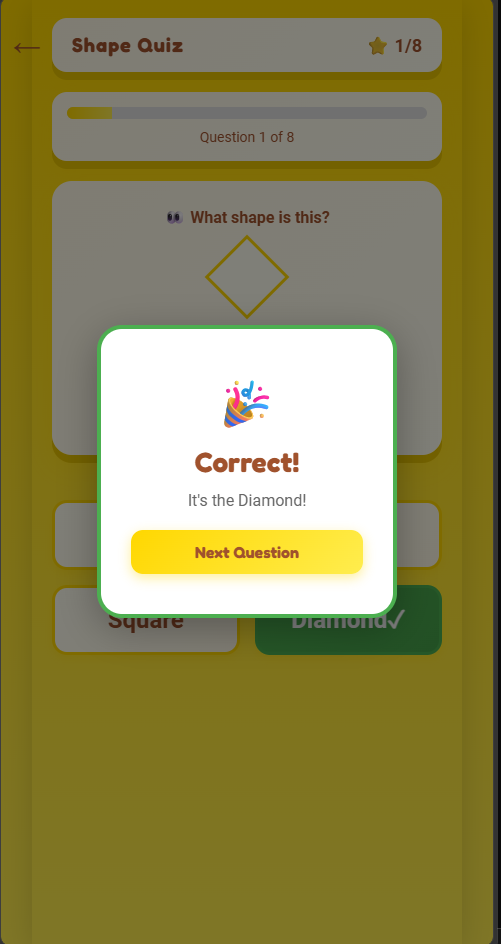 Shape Quiz
⭐ 1/8
Question 1 of 8
👀 What shape is this?
🎉
Correct!
It's the Diamond!
Next Question
Square
Diamond✓